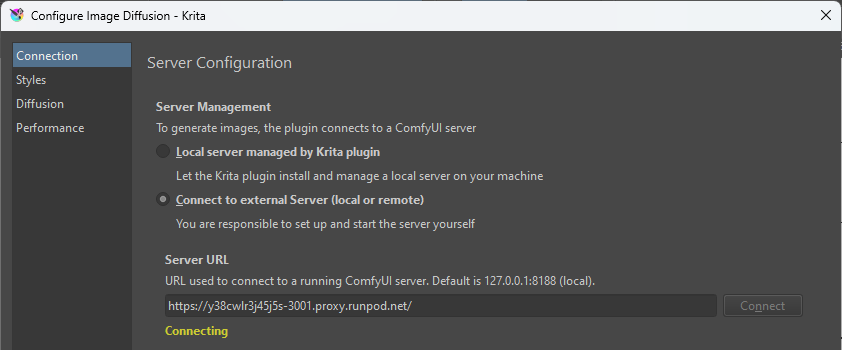 Configure Image Diffusion - Krita
Connection
Styles
Diffusion
Performance
Server Configuration
Server Management
To generate images, the plugin connects to a ComfyUI server
Local server managed by Krita plugin
Let the Krita plugin install and manage a local server on your machine
Connect to external Server (local or remote)
You are responsible to set up and start the server yourself
Server URL
URL used to connect to a running ComfyUI server. Default is 127.0.0.1:8188 (local).
https://y38cwlr3j45j5s-3001.proxy.runpod.net/
Connect
Connecting